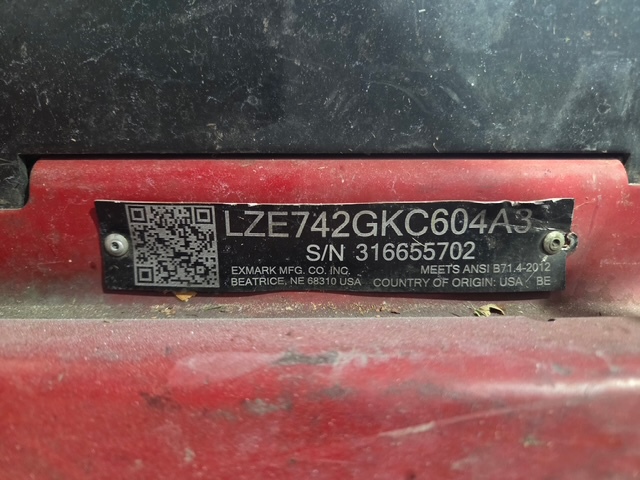 LZE742GKC604A3
S/N 316655702
EXMARK MFG. CO. INC. MEETS ANSI B71.4-2012
BEATRICE, NE 68310 USA COUNTRY OF ORIGIN: USA BE